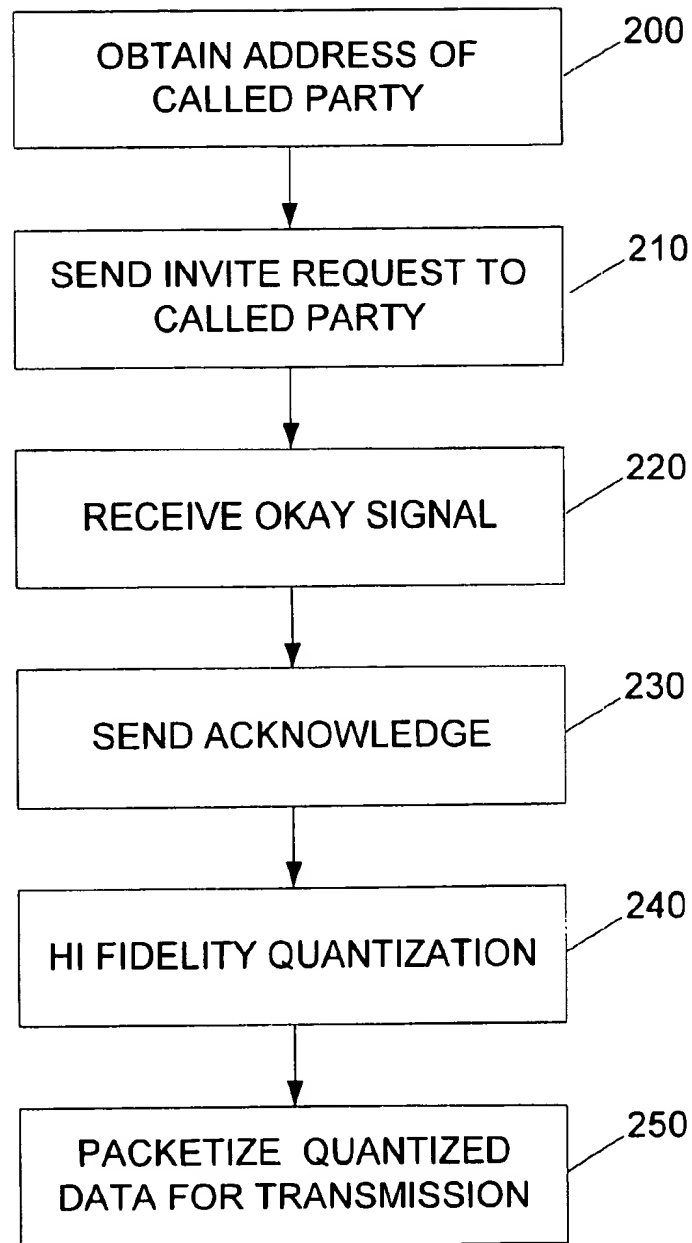 200
OBTAIN ADDRESS OF
CALLED PARTY
210
SEND INVITE REQUEST TO
CALLED PARTY
220
RECEIVE OKAY SIGNAL
230
SEND ACKNOWLEDGE
240
HI FIDELITY QUANTIZATION
250
PACKETIZE QUANTIZED
DATA FOR TRANSMISSION